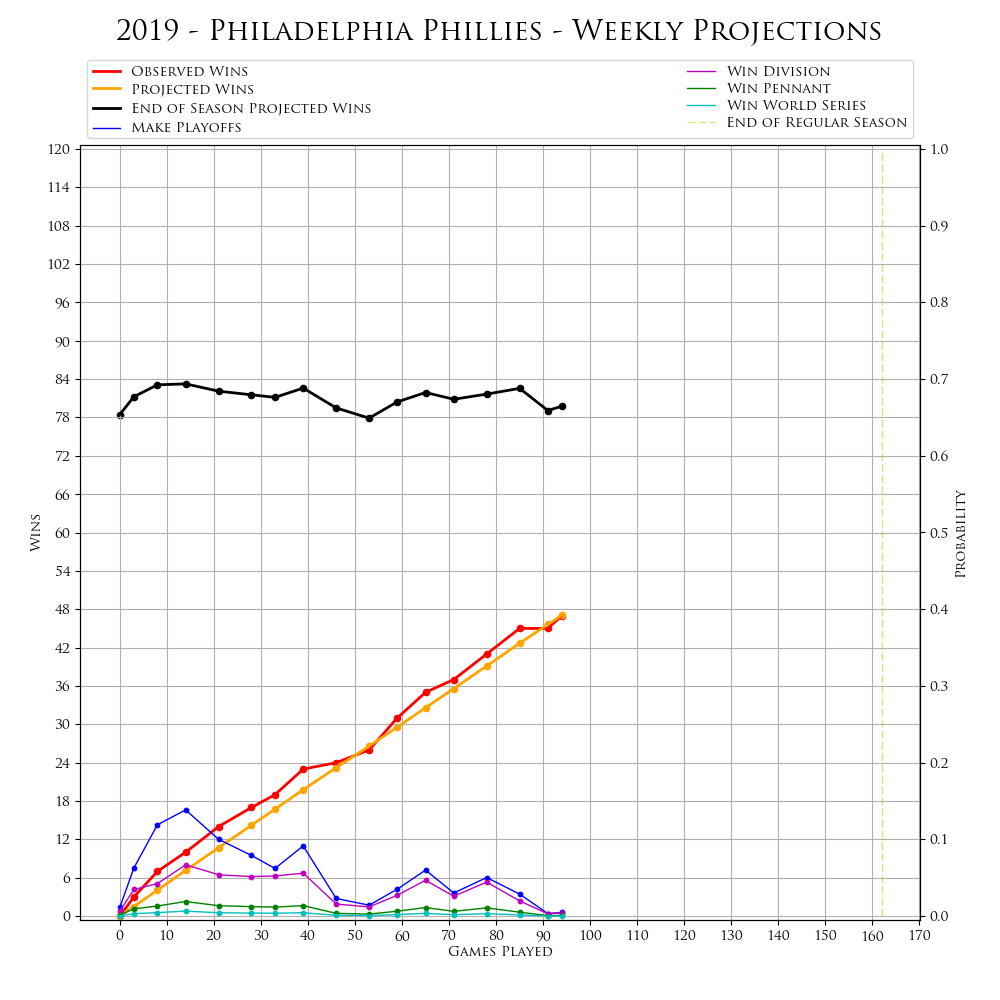 2019 - Philadelphia Phillies - Weekly Projections
Observed Wins
Projected Wins
End of Season Projected Wins
Make Playoffs
Win Division
Win Pennant
Win World Series
End of Regular Season
120
114
108
102
96
90
84
78
72
66
60
54
48
42
36
30
24
18
12
6
0
Wins
1.0
0.9
0.8
0.7
0.6
0.5
0.4
0.3
0.2
0.1
0.0
Probability
0 10 20 30 40 50 60 70 80 90 100 110 120 130 140 150 160 170
Games Played